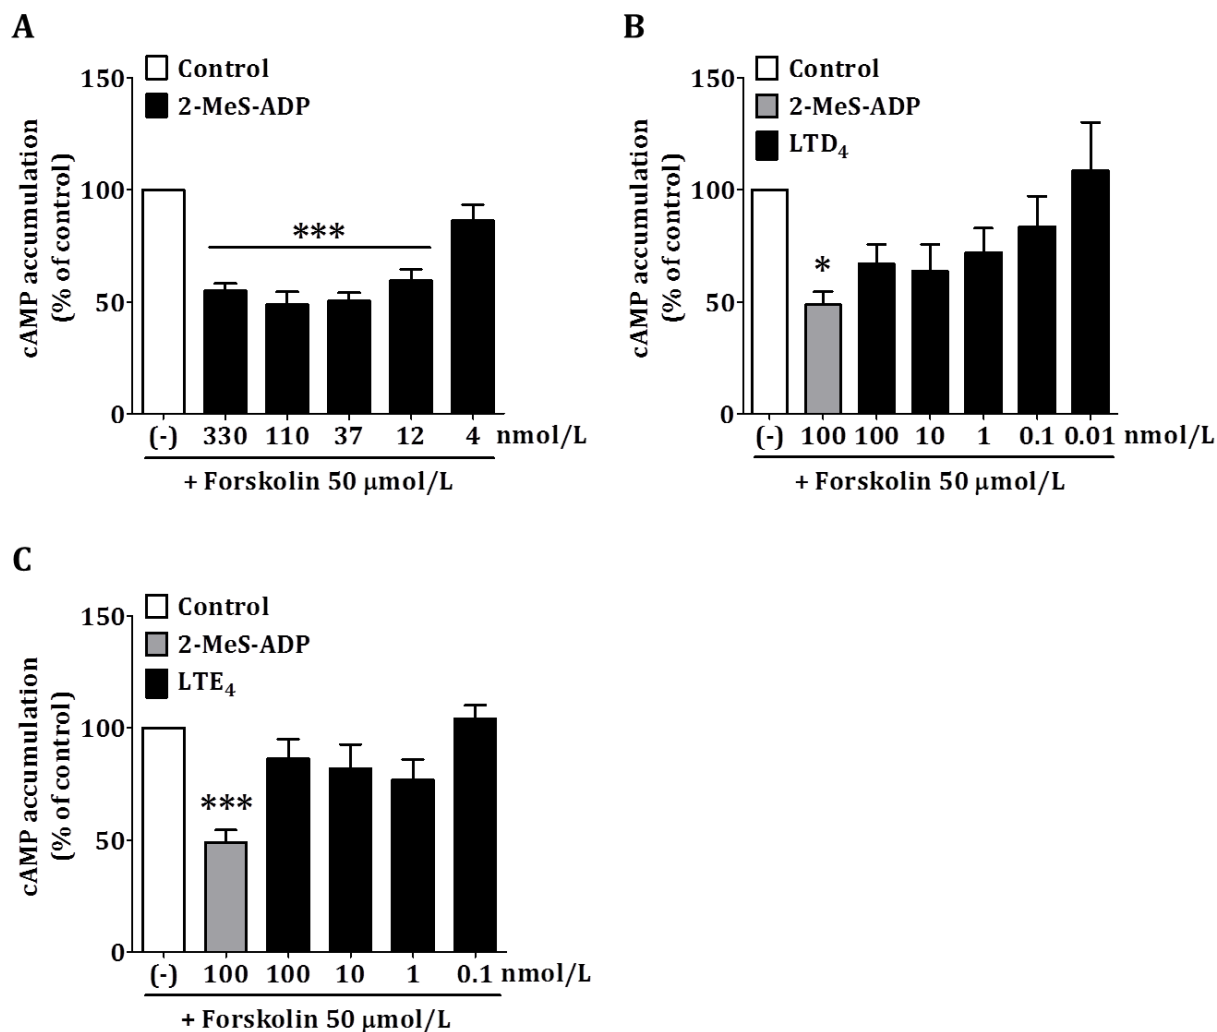 A
Control
2-MeS-ADP
cAMP accumulation
(% of control)
150
100
50
0
***
(-) 330 110 37 12 4 nmol/L
+ Forskolin 50 μmol/L
B
Control
2-MeS-ADP
LTD4
cAMP accumulation
(% of control)
150
100
50
0
*
(-) 100 100 10 1 0.1 0.01 nmol/L
+ Forskolin 50 μmol/L
C
Control
2-MeS-ADP
LTE4
cAMP accumulation
(% of control)
150
100
50
0
***
(-) 100 100 10 1 0.1 nmol/L
+ Forskolin 50 μmol/L